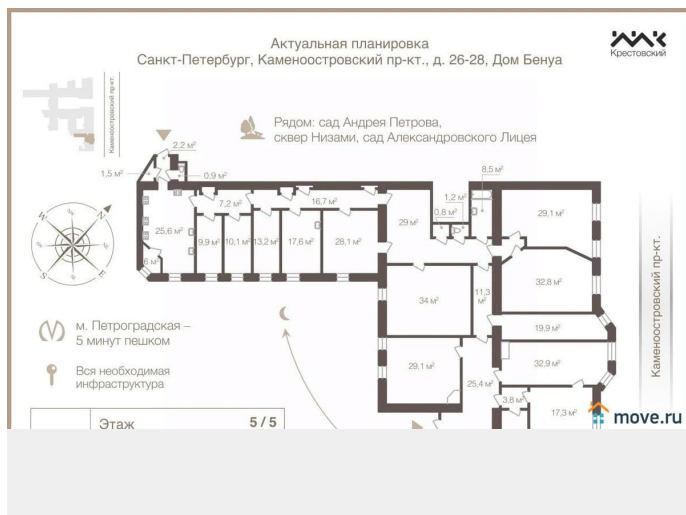 Актуальная планировка
Санкт-Петербург, Каменоостровский пр-кт., д. 26-28, Дом Бенуа
Крестовский
Каменоостровский пр-кт.
Рядом: сад Андрея Петрова,
сквер Низами, сад Александровского Лицея
2,2 м²
1,5 м²
0,9 м²
7,2 м²
16,7 м²
1,2 м²
0,8 м²
8,5 м²
29 м²
29,1 м²
25,6 м²
9,9 м²
10,1 м²
13,2 м²
17,6 м²
28,1 м²
6 м²
W
N
S
E
34 м²
11,3 м²
32,8 м²
19,9 м²
Каменоостровский пр-кт.
м. Петроградская –
5 минут пешком
Вся необходимая
инфраструктура
29,1 м²
25,4 м²
32,9 м²
3,8 м²
17,3 м²
Этаж
5 / 5
move.ru